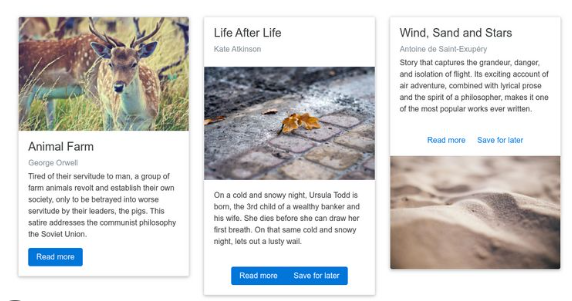 Animal Farm
George Orwell
Tired of their servitude to man, a group of
farm animals revolt and establish their own
society, only to be betrayed into worse
servitude by their leaders, the pigs. This
satire addresses the communist philosophy
the Soviet Union.
Read more
Life After Life
Kate Atkinson
On a cold and snowy night, Ursula Todd is
born, the 3rd child of a wealthy banker and
his wife. She dies before she can draw her
first breath. On that same cold and snowy
night, lets out a lusty wail.
Read more Save for later
Wind, Sand and Stars
Antoine de Saint-Exupéry
Story that captures the grandeur, danger,
and isolation of flight. Its exciting account of
air adventure, combined with lyrical prose
and the spirit of a philosopher, makes it one
of the most popular works ever written.
Read more Save for later